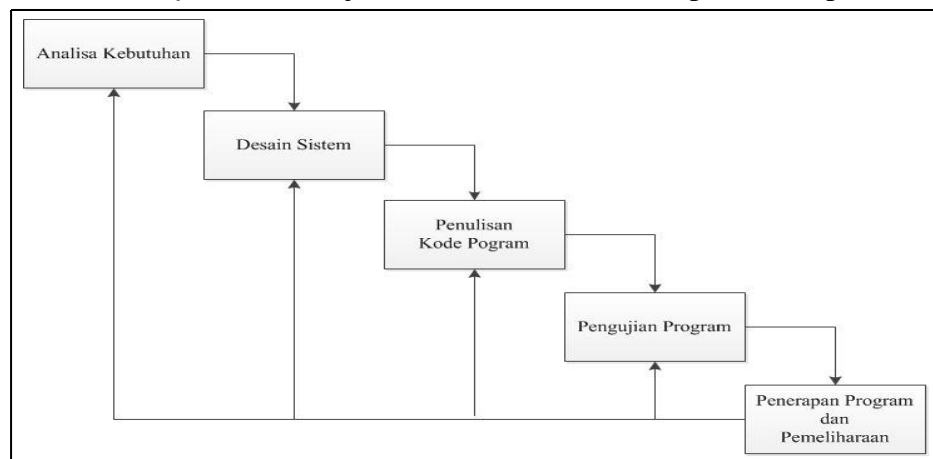 Analisa Kebutuhan
Desain Sistem
Penulisan
Kode Pogram
Pengujian Program
Penerapan Program
dan
Pemeliharaan